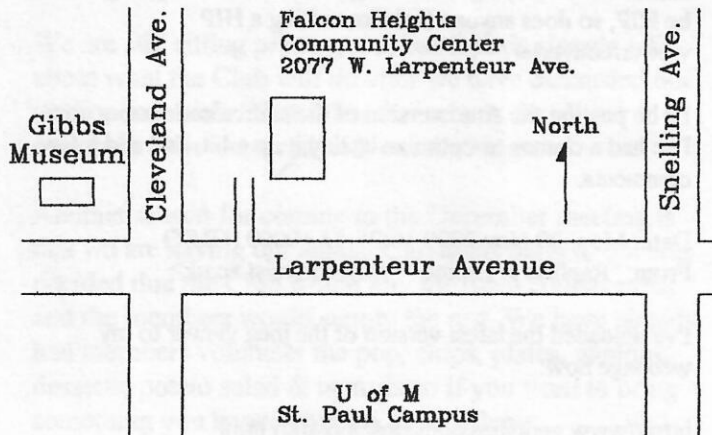 Falcon Heights
Community Center
2077 W. Larpenteur Ave.
Cleveland Ave.
Snelling Ave.
Gibbs
Museum
North
Larpenteur Avenue
U of M
St. Paul Campus